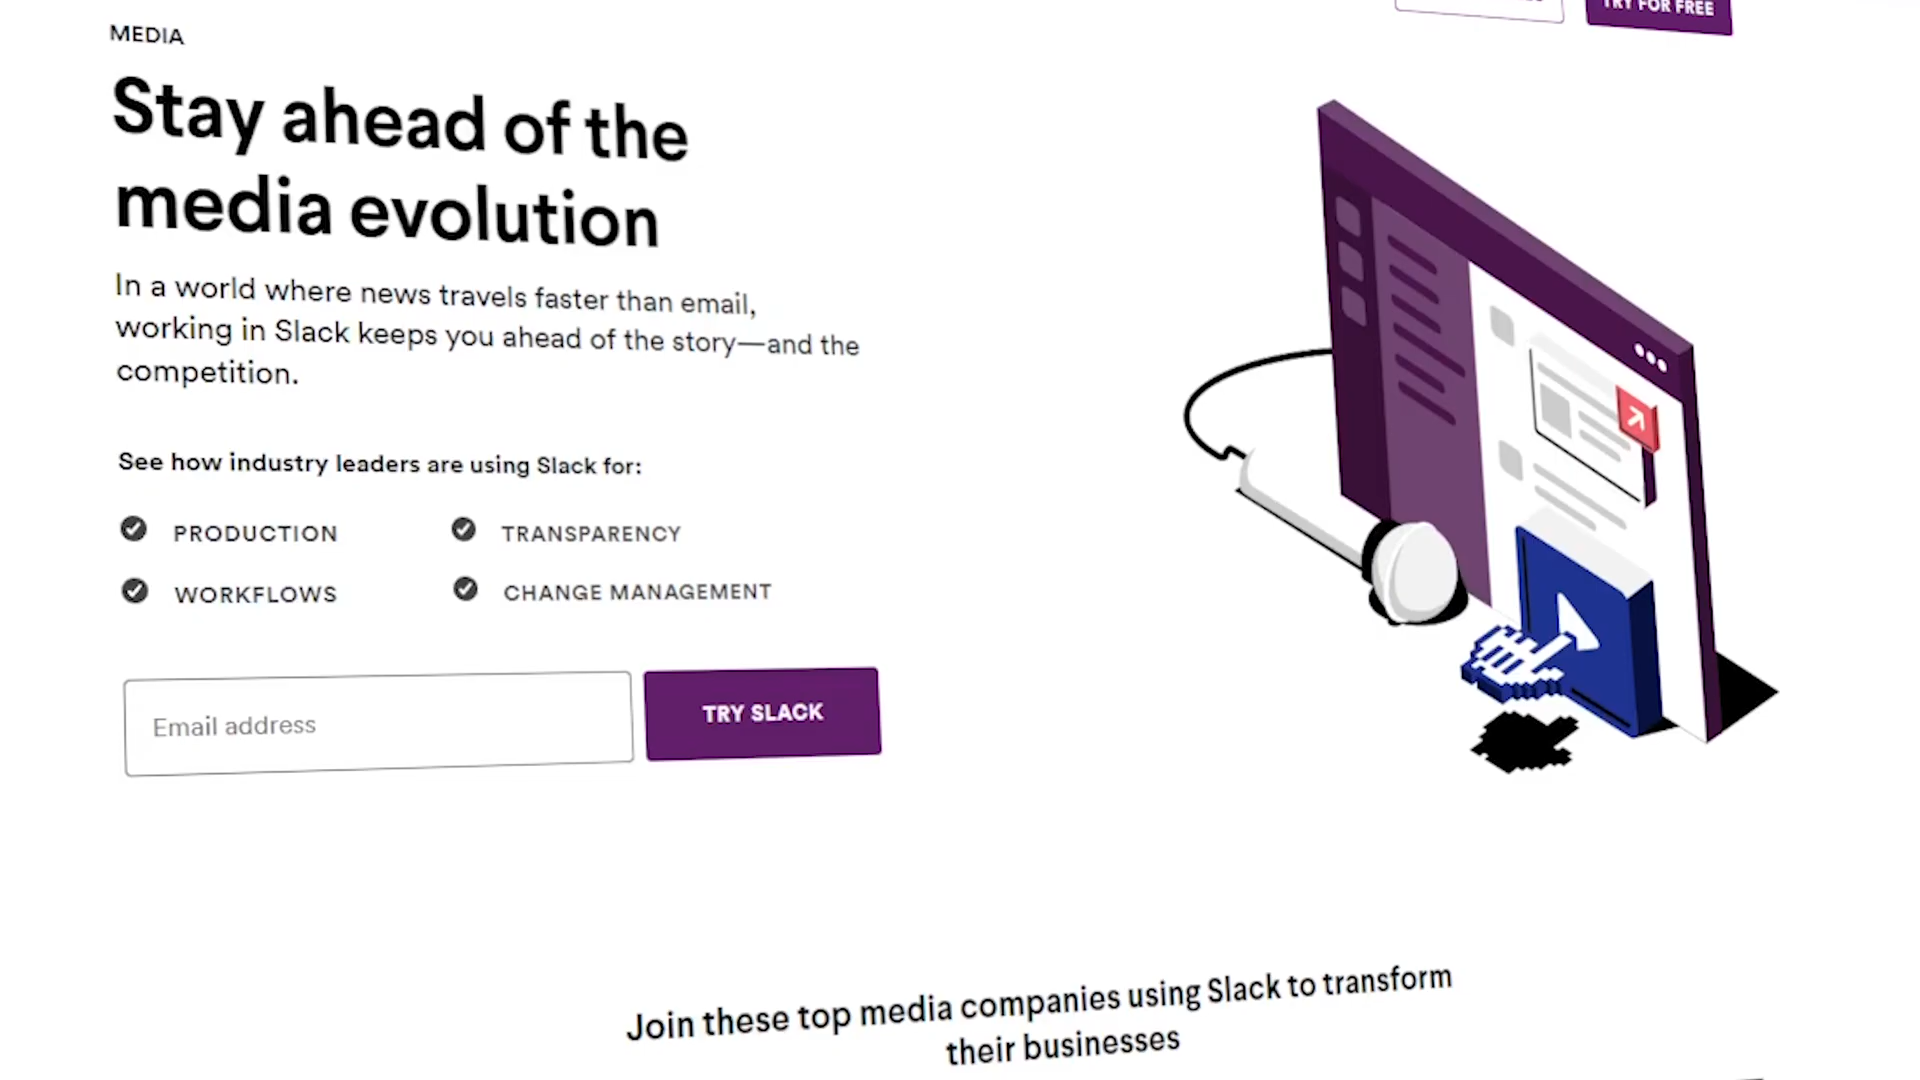 TRY FOR FREE
MEDIA
Stay ahead of the
media evolution
In a world where news travels faster than email,
working in Slack keeps you ahead of the story—and the
competition.
See how industry leaders are using Slack for:
PRODUCTION
TRANSPARENCY
WORKFLOWS
CHANGE MANAGEMENT
Email address
TRY SLACK
Join these top media companies using Slack to transform
their businesses